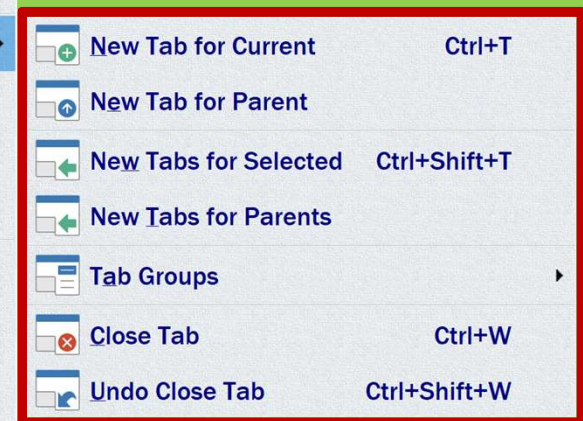 New Tab for Current Ctrl+T
New Tab for Parent
New Tabs for Selected Ctrl+Shift+T
New Tabs for Parents
Tab Groups
Close Tab Ctrl+W
Undo Close Tab Ctrl+Shift+W